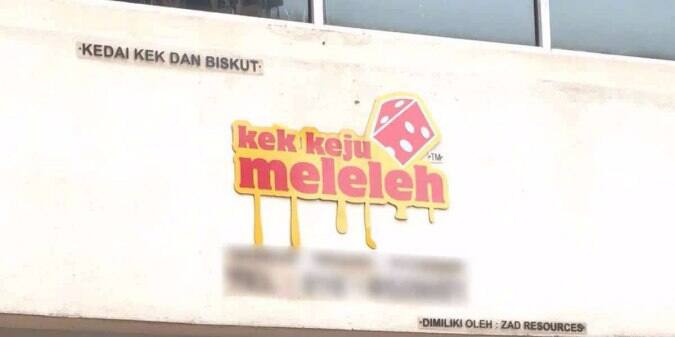 ·KEDAI KEK DAN BISKUT·
kek keju
meleleh
·TM·
·DIMILIKI OLEH : ZAD RESOURCES·